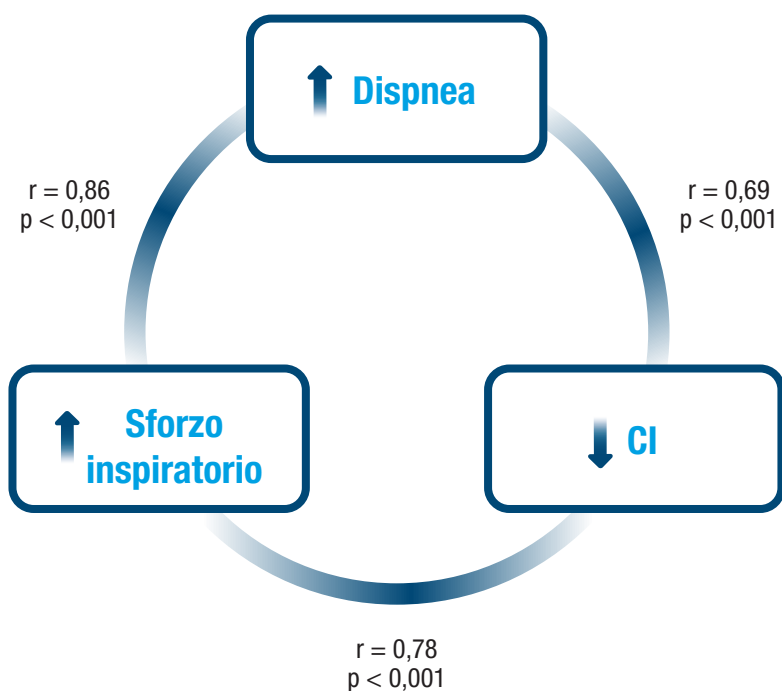 Dispnea
r = 0,86
p < 0,001
r = 0,69
p < 0,001
Sforzo
inspiratorio
CI
r = 0,78
p < 0,001